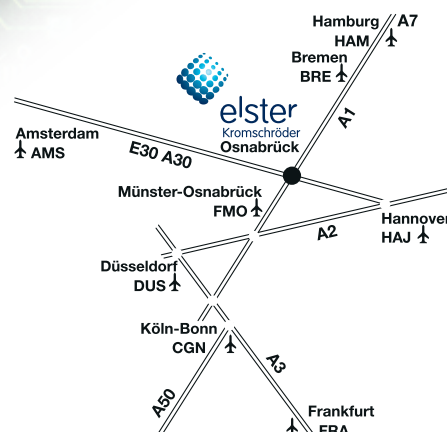 Hamburg A7
HAM
Bremen
BRE
elster
Kromschröder
Osnabrück
A1
Amsterdam
AMS
E30 A30
Münster-Osnabrück
FMO
A2
Hannover
HAJ
Düsseldorf
DUS
Köln-Bonn
CGN
A3
A50
Frankfurt
FRA